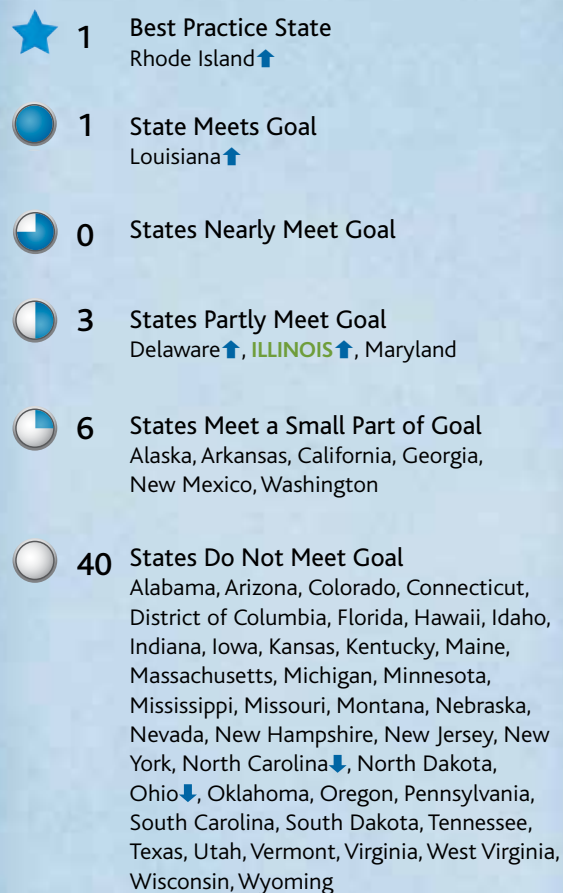 1 Best Practice State
Rhode Island⬆
1 State Meets Goal
Louisiana⬆
0 States Nearly Meet Goal
3 States Partly Meet Goal
Delaware⬆, ILLINOIS⬆, Maryland
6 States Meet a Small Part of Goal
Alaska, Arkansas, California, Georgia,
New Mexico, Washington
40 States Do Not Meet Goal
Alabama, Arizona, Colorado, Connecticut,
District of Columbia, Florida, Hawaii, Idaho,
Indiana, Iowa, Kansas, Kentucky, Maine,
Massachusetts, Michigan, Minnesota,
Mississippi, Missouri, Montana, Nebraska,
Nevada, New Hampshire, New Jersey, New
York, North Carolina⬇, North Dakota,
Ohio⬇, Oklahoma, Oregon, Pennsylvania,
South Carolina, South Dakota, Tennessee,
Texas, Utah, Vermont, Virginia, West Virginia,
Wisconsin, Wyoming